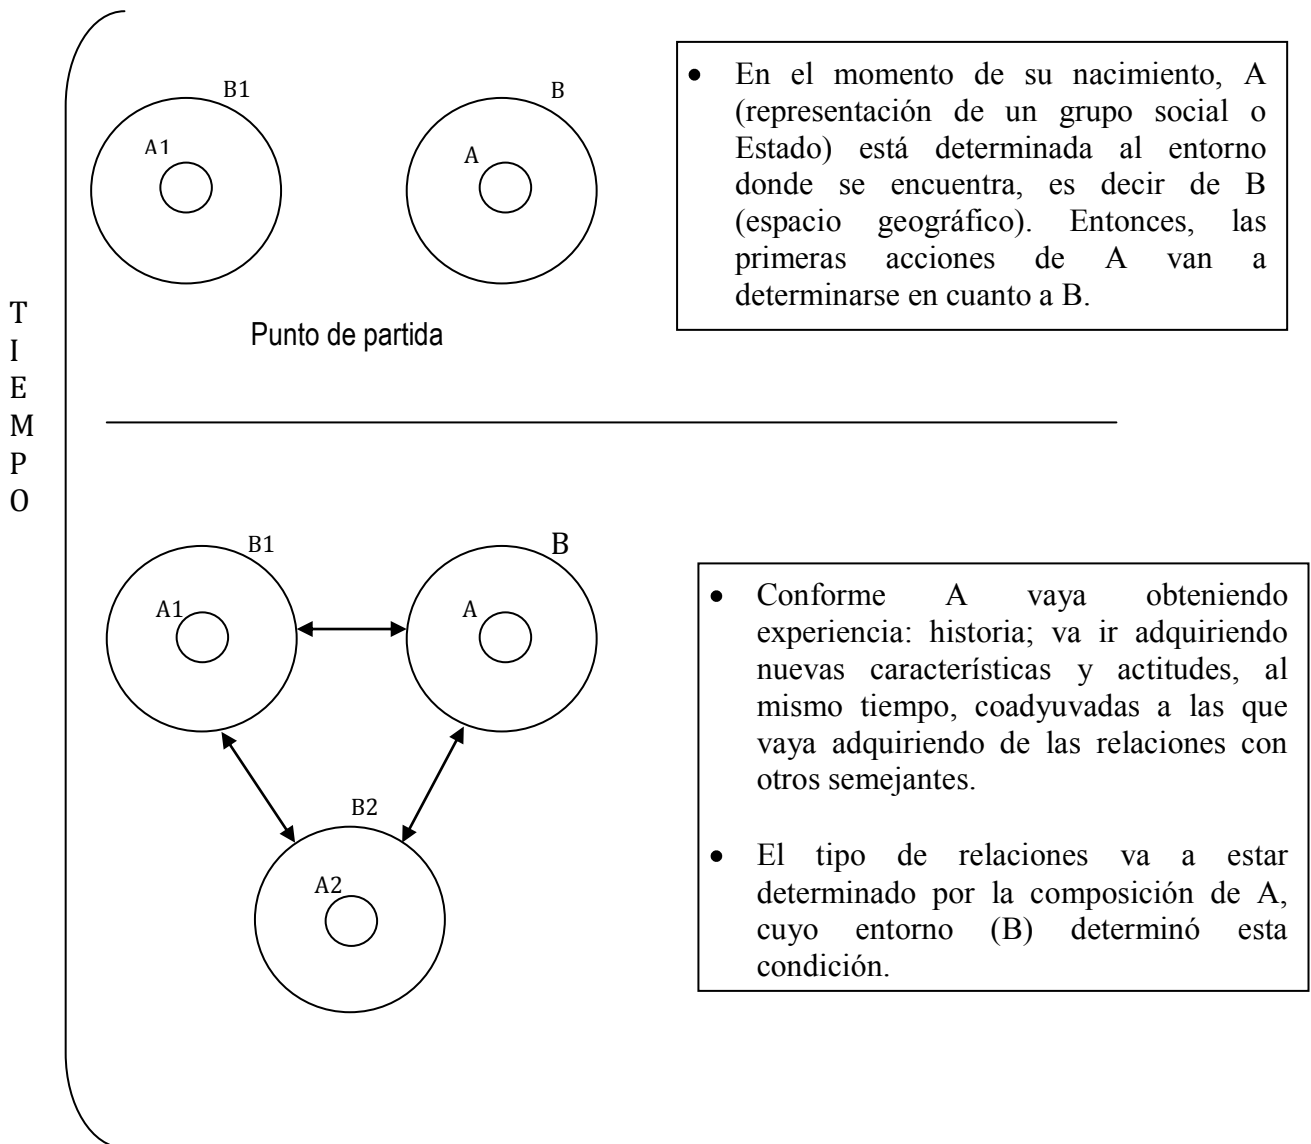 B1
B
A1
A
• En el momento de su nacimiento, A
(representación de un grupo social o
Estado) está determinada al entorno
donde se encuentra, es decir de B
(espacio geográfico). Entonces, las
primeras acciones de A van a
determinarse en cuanto a B.
Punto de partida
T
I
E
M
P
O
B1
B
A1
A
B2
A2
• Conforme A vaya obteniendo
experiencia: historia; va ir adquiriendo
nuevas características y actitudes, al
mismo tiempo, coadyuvadas a las que
vaya adquiriendo de las relaciones con
otros semejantes.
• El tipo de relaciones va a estar
determinado por la composición de A,
cuyo entorno (B) determinó esta
condición.